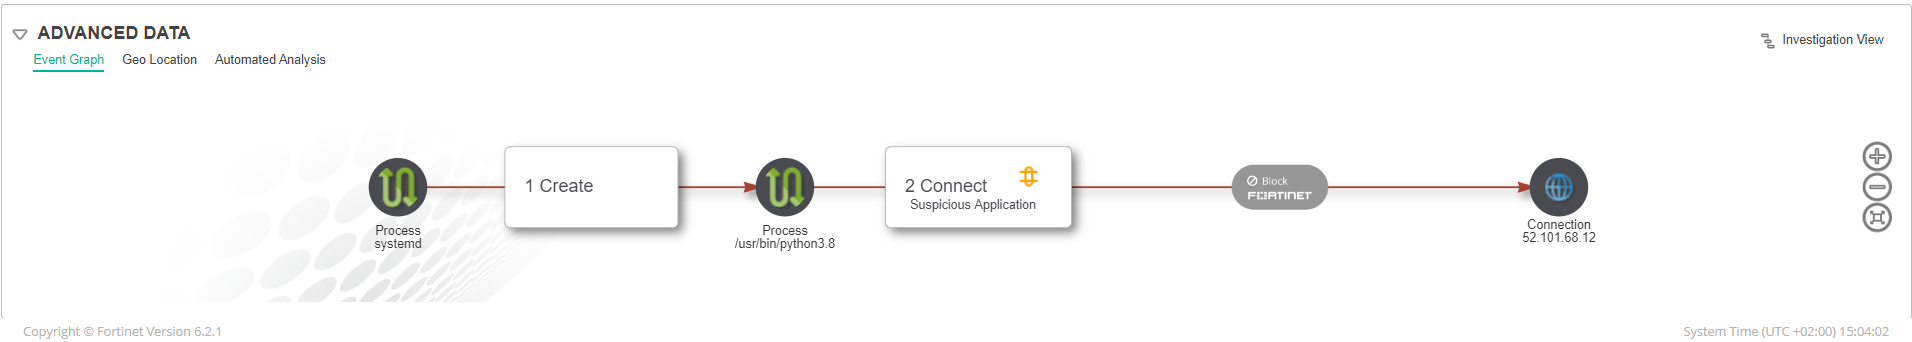 ADVANCED DATA
Investigation View
Event Graph Geo Location Automated Analysis
1 Create
2 Connect
Suspicious Application
Block
FORTINET
Process
systemd
Process
/usr/bin/python3.8
Connection
52.101.68.12
Copyright © Fortinet Version 6.2.1
System Time (UTC +02:00) 15:04:02